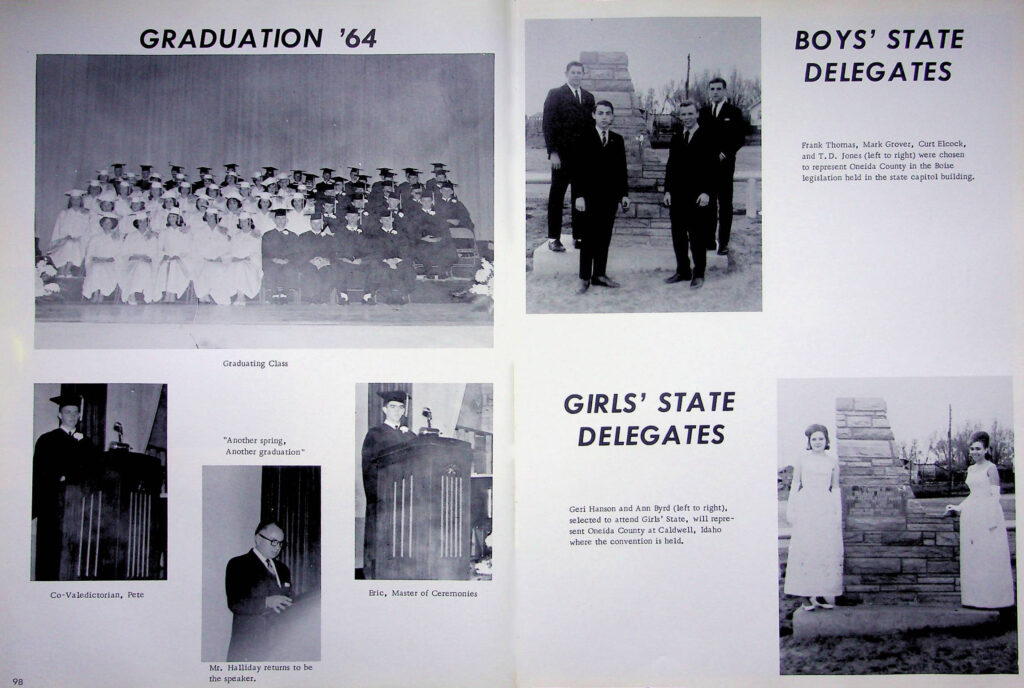 GRADUATION '64
Graduating Class
Co-Valedictorian, Pete
"Another spring,
Another graduation"
Mr. Halliday returns to be
the speaker.
Eric, Master of Ceremonies
98
BOYS' STATE
DELEGATES
Frank Thomas, Mark Grover, Curt Elcock,
and T.D. Jones (left to right) were chosen
to represent Oneida County in the Boise
legislation held in the state capitol building.
GIRLS' STATE
DELEGATES
Geri Hanson and Ann Byrd (left to right),
selected to attend Girls' State, will repre-
sent Oneida County at Caldwell, Idaho
where the convention is held.